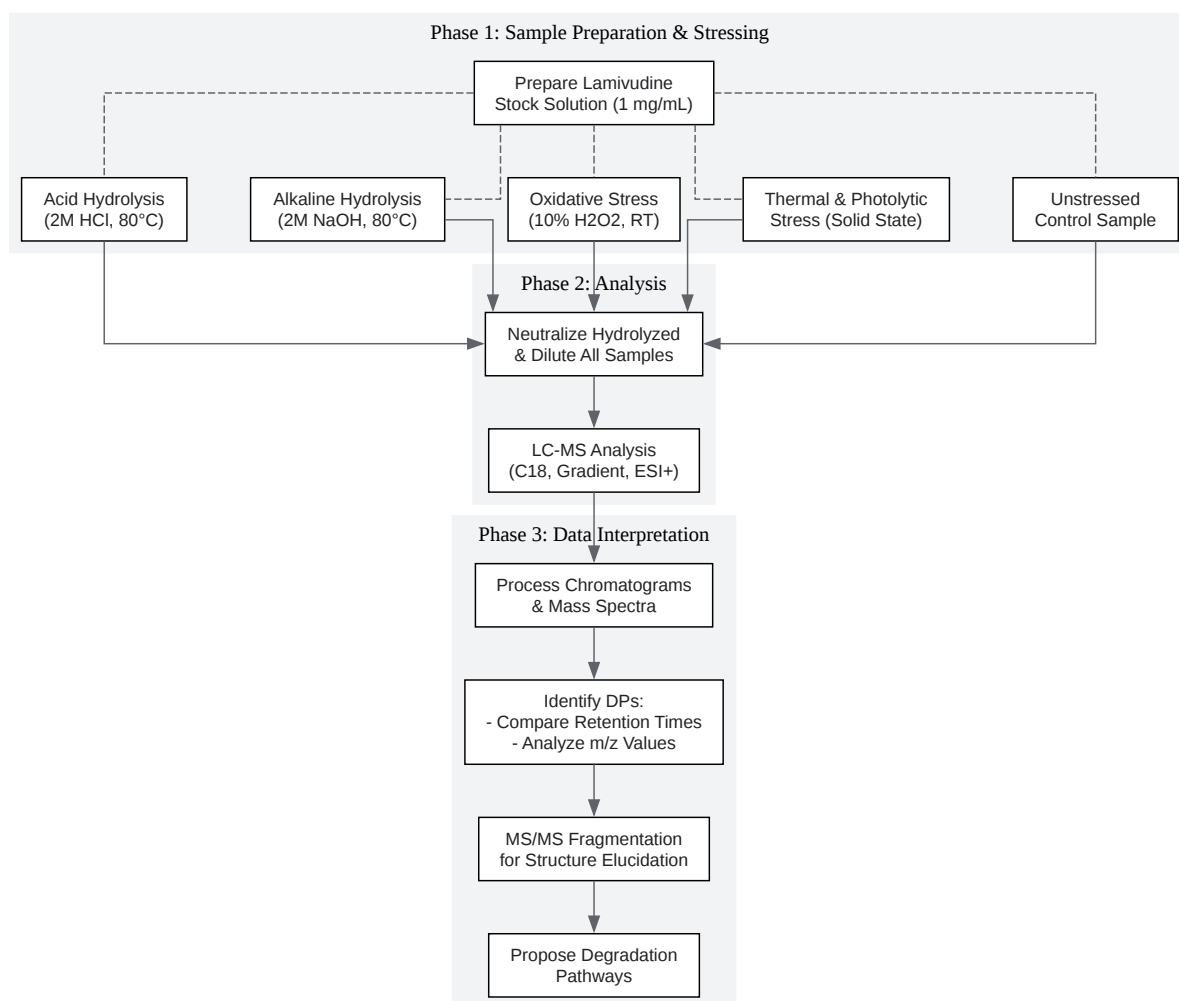 Phase 1: Sample Preparation & Stressing
Prepare Lamivudine
Stock Solution (1 mg/mL)
Acid Hydrolysis
(2M HCl, 80°C)
Alkaline Hydrolysis
(2M NaOH, 80°C)
Oxidative Stress
(10% H2O2, RT)
Thermal & Photolytic
Stress (Solid State)
Unstressed
Control Sample
Phase 2: Analysis
Neutralize Hydrolyzed
& Dilute All Samples
LC-MS Analysis
(C18, Gradient, ESI+)
Phase 3: Data Interpretation
Process Chromatograms
& Mass Spectra
Identify DPs:
- Compare Retention Times
- Analyze m/z Values
MS/MS Fragmentation
for Structure Elucidation
Propose Degradation
Pathways